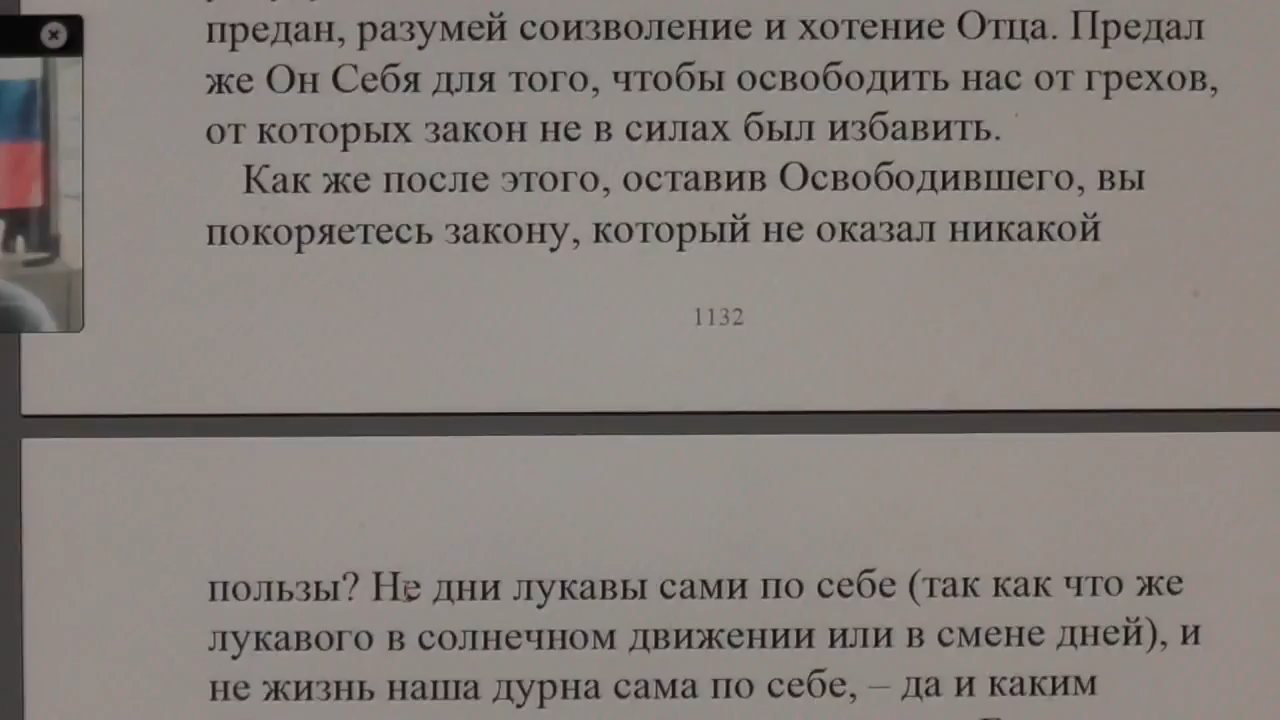 предан, разумей соизволение и хотение Отца. Предал
же Он Себя для того, чтобы освободить нас от грехов,
от которых закон не в силах был избавить.
Как же после этого, оставив Освободившего, вы
покоряетесь закону, который не оказал никакой
1132
пользы? Не дни лукавы сами по себе (так как что же
лукавого в солнечном движении или в смене дней), и
не жизнь наша дурна сама по себе, – да и каким